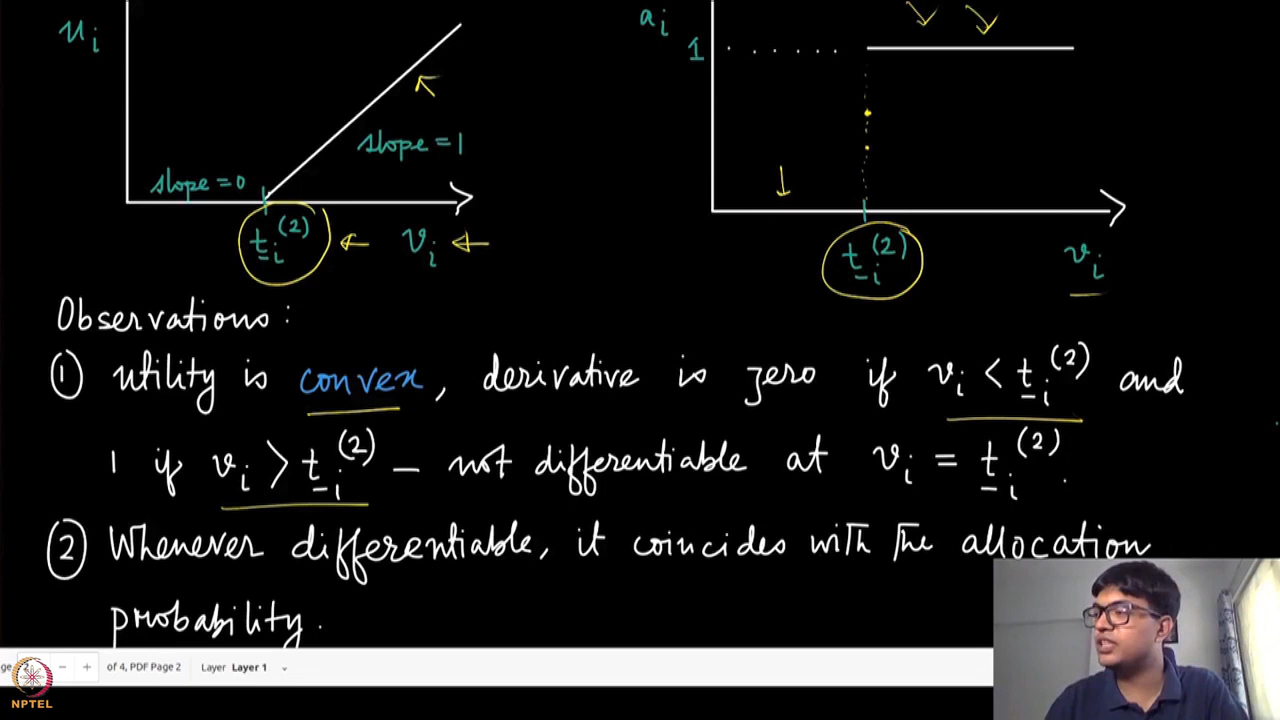 u_i
a_i
1
slope = 1
slope = 0
t_{-i}^{(2)} v_i
t_{-i}^{(2)} v_i
Observations :
① utility is convex, derivative is zero if v_i < t_{-i}^{(2)} and
1 if v_i > t_{-i}^{(2)} – not differentiable at v_i = t_{-i}^{(2)}.
② Whenever differentiable, it coincides with the allocation
probability.
of 4, PDF Page 2 Layer Layer 1
NPTEL